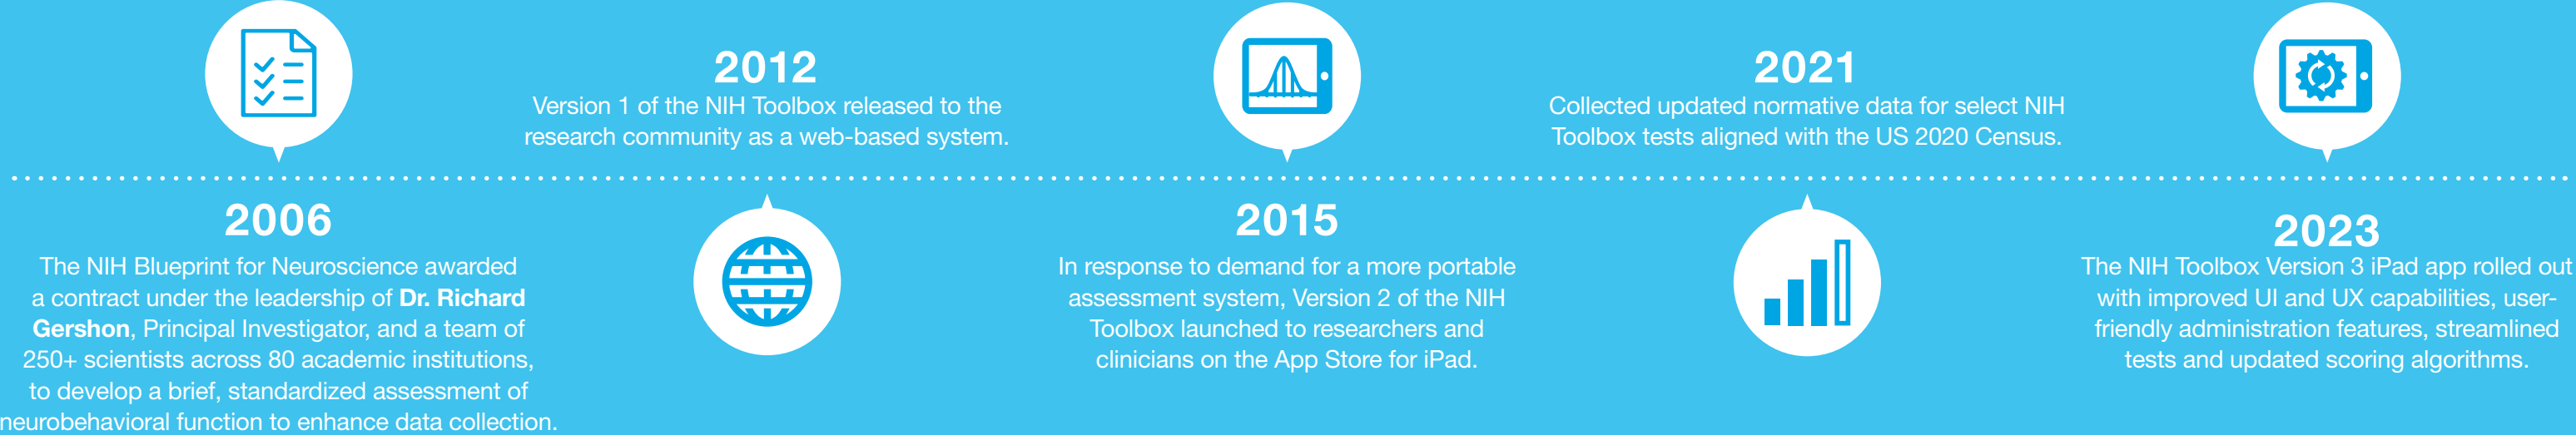 2006
The NIH Blueprint for Neuroscience awarded
a contract under the leadership of Dr. Richard
Gershon, Principal Investigator, and a team of
250+ scientists across 80 academic institutions,
to develop a brief, standardized assessment of
neurobehavioral function to enhance data collection.
2012
Version 1 of the NIH Toolbox released to the
research community as a web-based system.
2015
In response to demand for a more portable
assessment system, Version 2 of the NIH
Toolbox launched to researchers and
clinicians on the App Store for iPad.
2021
Collected updated normative data for select NIH
Toolbox tests aligned with the US 2020 Census.
2023
The NIH Toolbox Version 3 iPad app rolled out
with improved UI and UX capabilities, user-
friendly administration features, streamlined
tests and updated scoring algorithms.